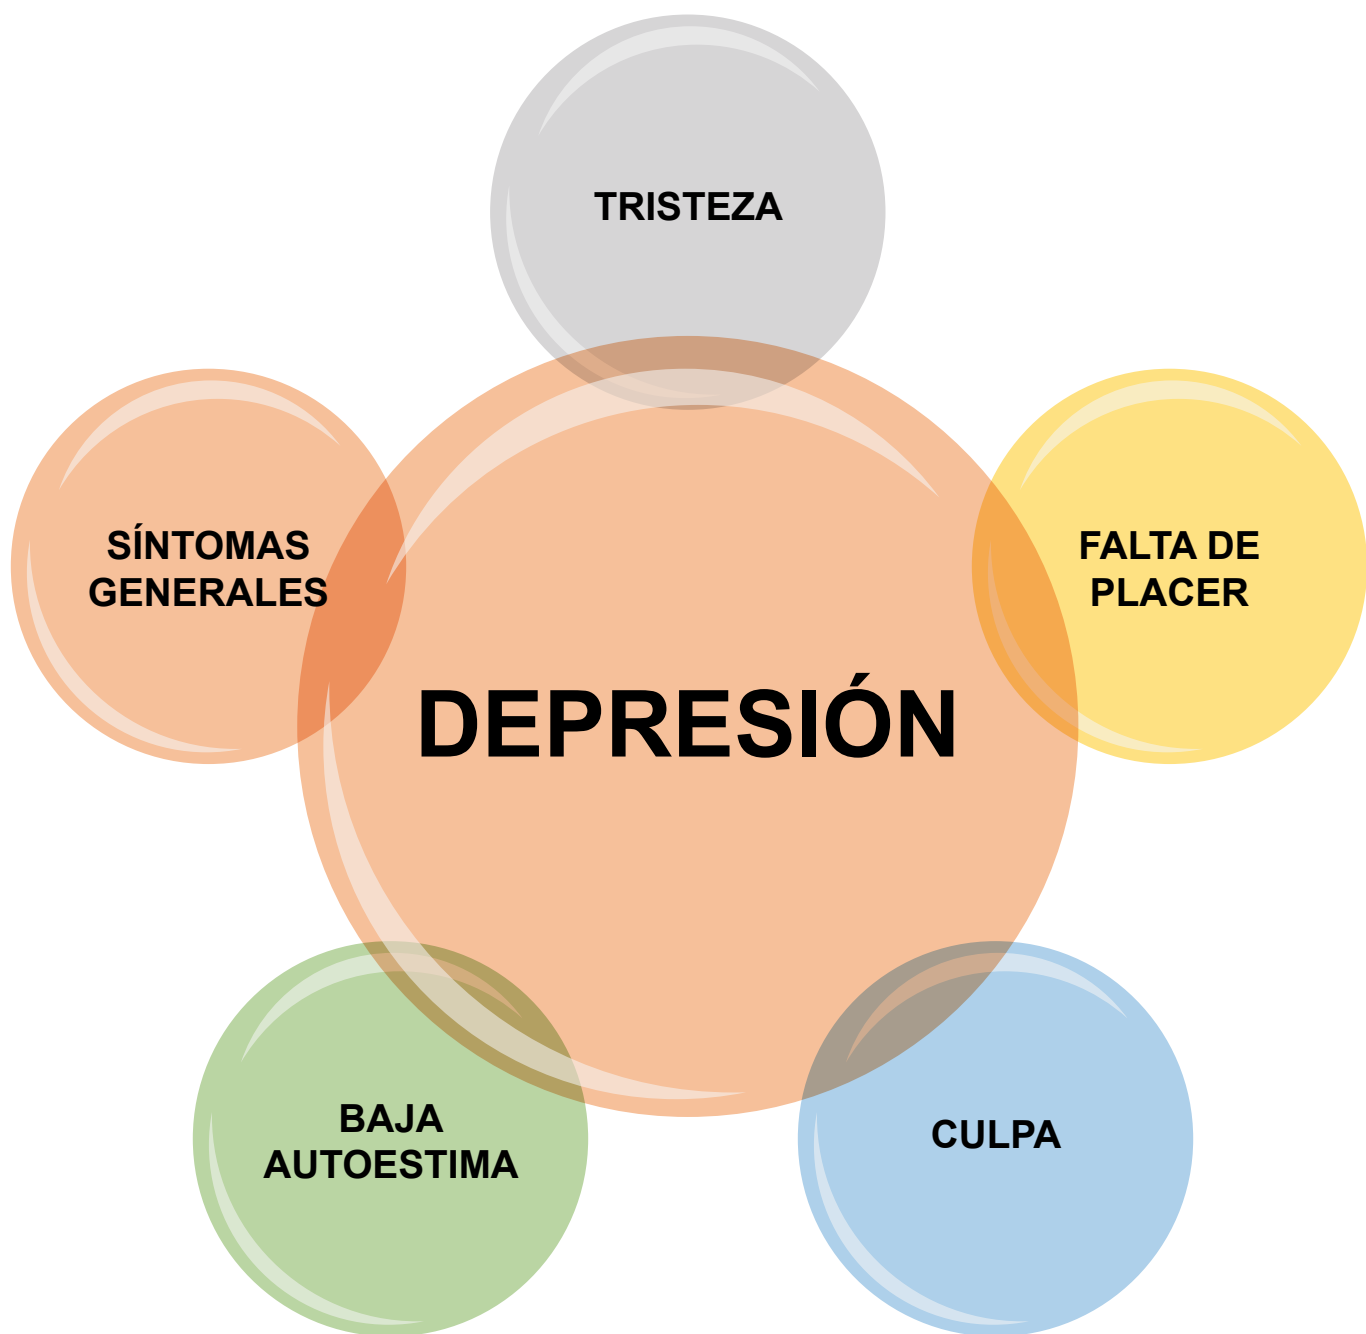 TRISTEZA
SÍNTOMAS
GENERALES
FALTA DE
PLACER
DEPRESIÓN
BAJA
AUTOESTIMA
CULPA